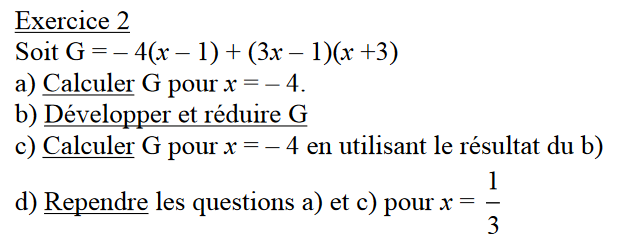 Exercice 2
Soit G = – 4(x – 1) + (3x – 1)(x +3)
a) Calculer G pour x = – 4.
b) Développer et réduire G
c) Calculer G pour x = – 4 en utilisant le résultat du b)
d) Rependre les questions a) et c) pour x = 1/3